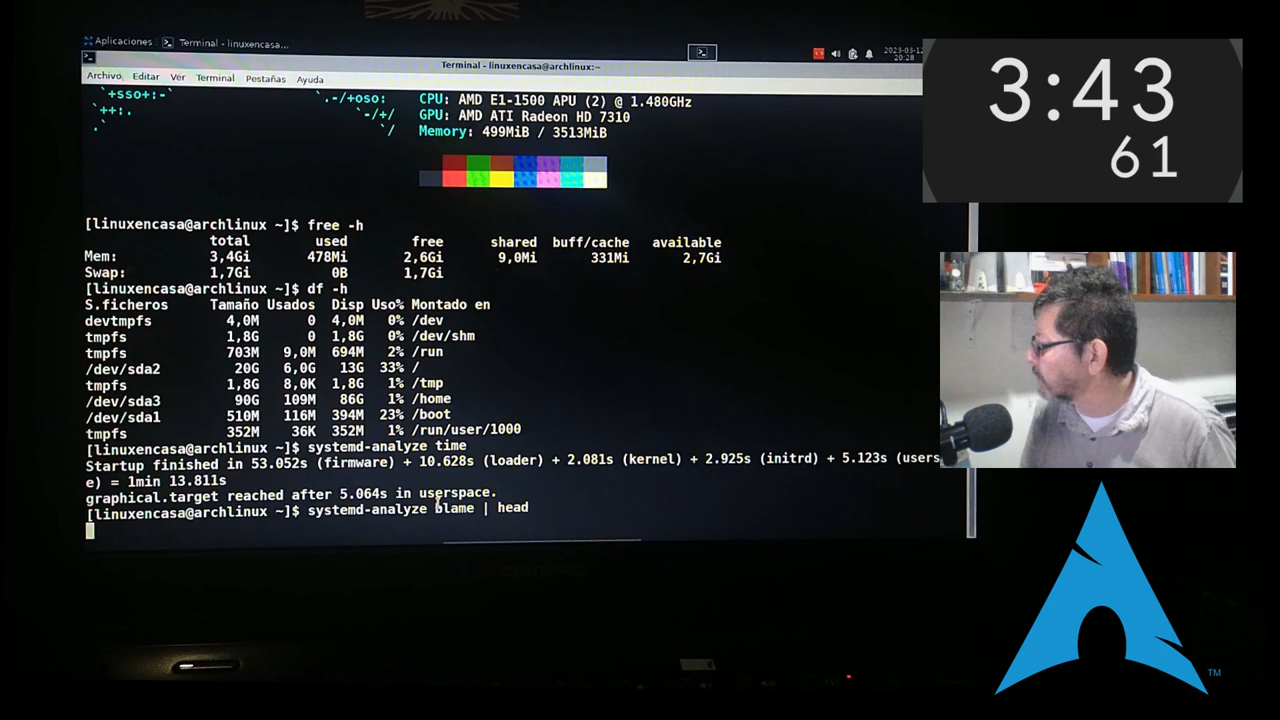 Aplicaciones
Terminal - linuxencasa...
2023-03-12
20:28
Terminal - linuxencasa@archlinux:~
Archivo Editar Ver Terminal Pestañas Ayuda
`+sso+:-` `.-/+oso: CPU: AMD E1-1500 APU (2) @ 1.480GHz
`++:. `-/+/ GPU: AMD ATI Radeon HD 7310
.` `/ Memory: 499MiB / 3513MiB
[linuxencasa@archlinux ~]$ free -h
total used free shared buff/cache available
Mem: 3,4Gi 478Mi 2,6Gi 9,0Mi 331Mi 2,7Gi
Swap: 1,7Gi 0B 1,7Gi
[linuxencasa@archlinux ~]$ df -h
S.ficheros Tamaño Usados Disp Uso% Montado en
devtmpfs 4,0M 0 4,0M 0% /dev
tmpfs 1,8G 0 1,8G 0% /dev/shm
tmpfs 703M 9,0M 694M 2% /run
/dev/sda2 20G 6,0G 13G 33% /
tmpfs 1,8G 8,0K 1,8G 1% /tmp
/dev/sda3 90G 109M 86G 1% /home
/dev/sda1 510M 116M 394M 23% /boot
tmpfs 352M 36K 352M 1% /run/user/1000
[linuxencasa@archlinux ~]$ systemd-analyze time
Startup finished in 53.052s (firmware) + 10.628s (loader) + 2.081s (kernel) + 2.925s (initrd) + 5.123s (users
e) = 1min 13.811s
graphical.target reached after 5.064s in userspace.
[linuxencasa@archlinux ~]$ systemd-analyze blame | head
3:43
61
TM